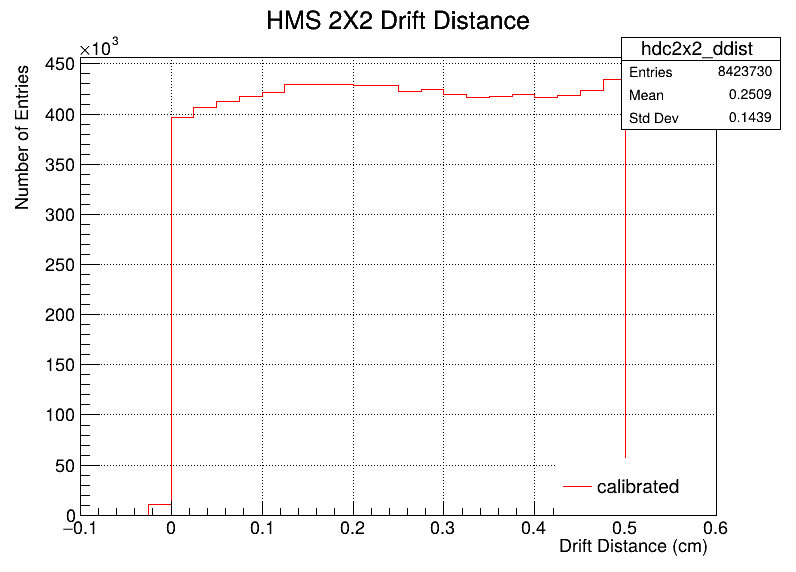 HMS 2X2 Drift Distance
×10³
hdc2x2_ddist
Entries 8423730
Mean 0.2509
Std Dev 0.1439
Number of Entries
450
400
350
300
250
200
150
100
50
0
calibrated
−0.1 0 0.1 0.2 0.3 0.4 0.5 0.6
Drift Distance (cm)